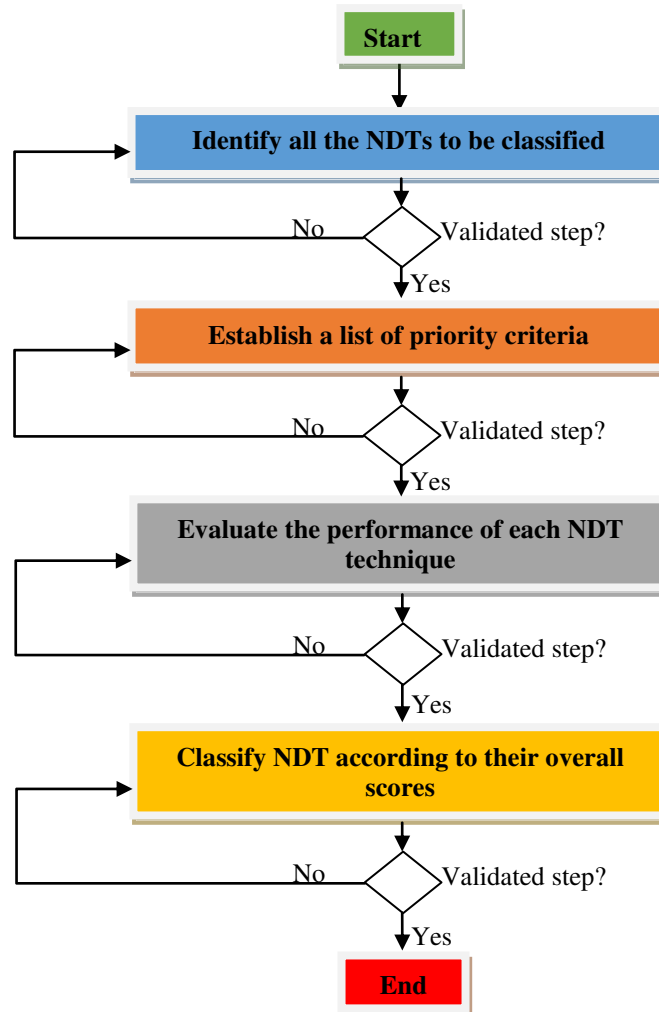 Start
Identify all the NDTs to be classified
No
Validated step?
Yes
Establish a list of priority criteria
No
Validated step?
Yes
Evaluate the performance of each NDT
technique
No
Validated step?
Yes
Classify NDT according to their overall
scores
No
Validated step?
Yes
End